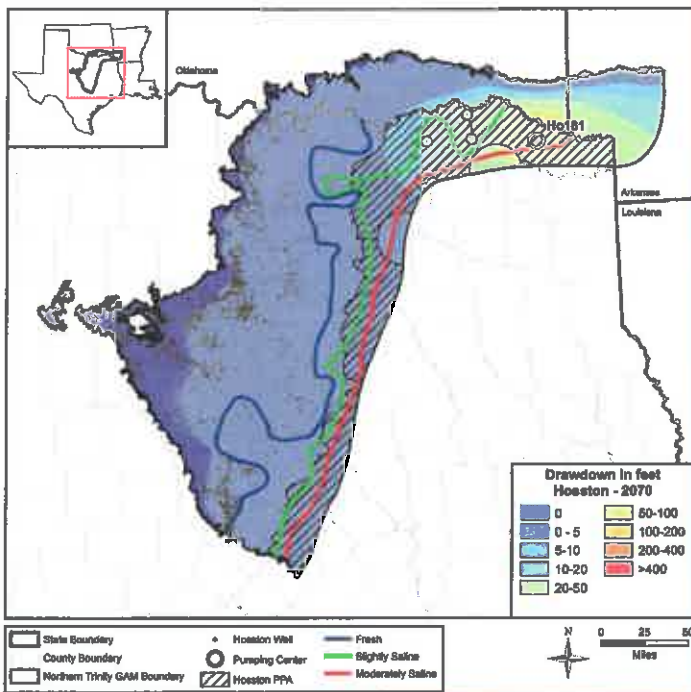 Oklahoma
Ho181
Arkansas
Louisiana
Drawdown in feet
Hosston - 2070
0
0 - 5
5-10
10-20
20-50
50-100
100-200
200-400
>400
State Boundary
County Boundary
Northern Trinity GAM Boundary
Hosston Well
Pumping Center
Hosston PPA
Fresh
Slightly Saline
Moderately Saline
N
0 25 50
Miles